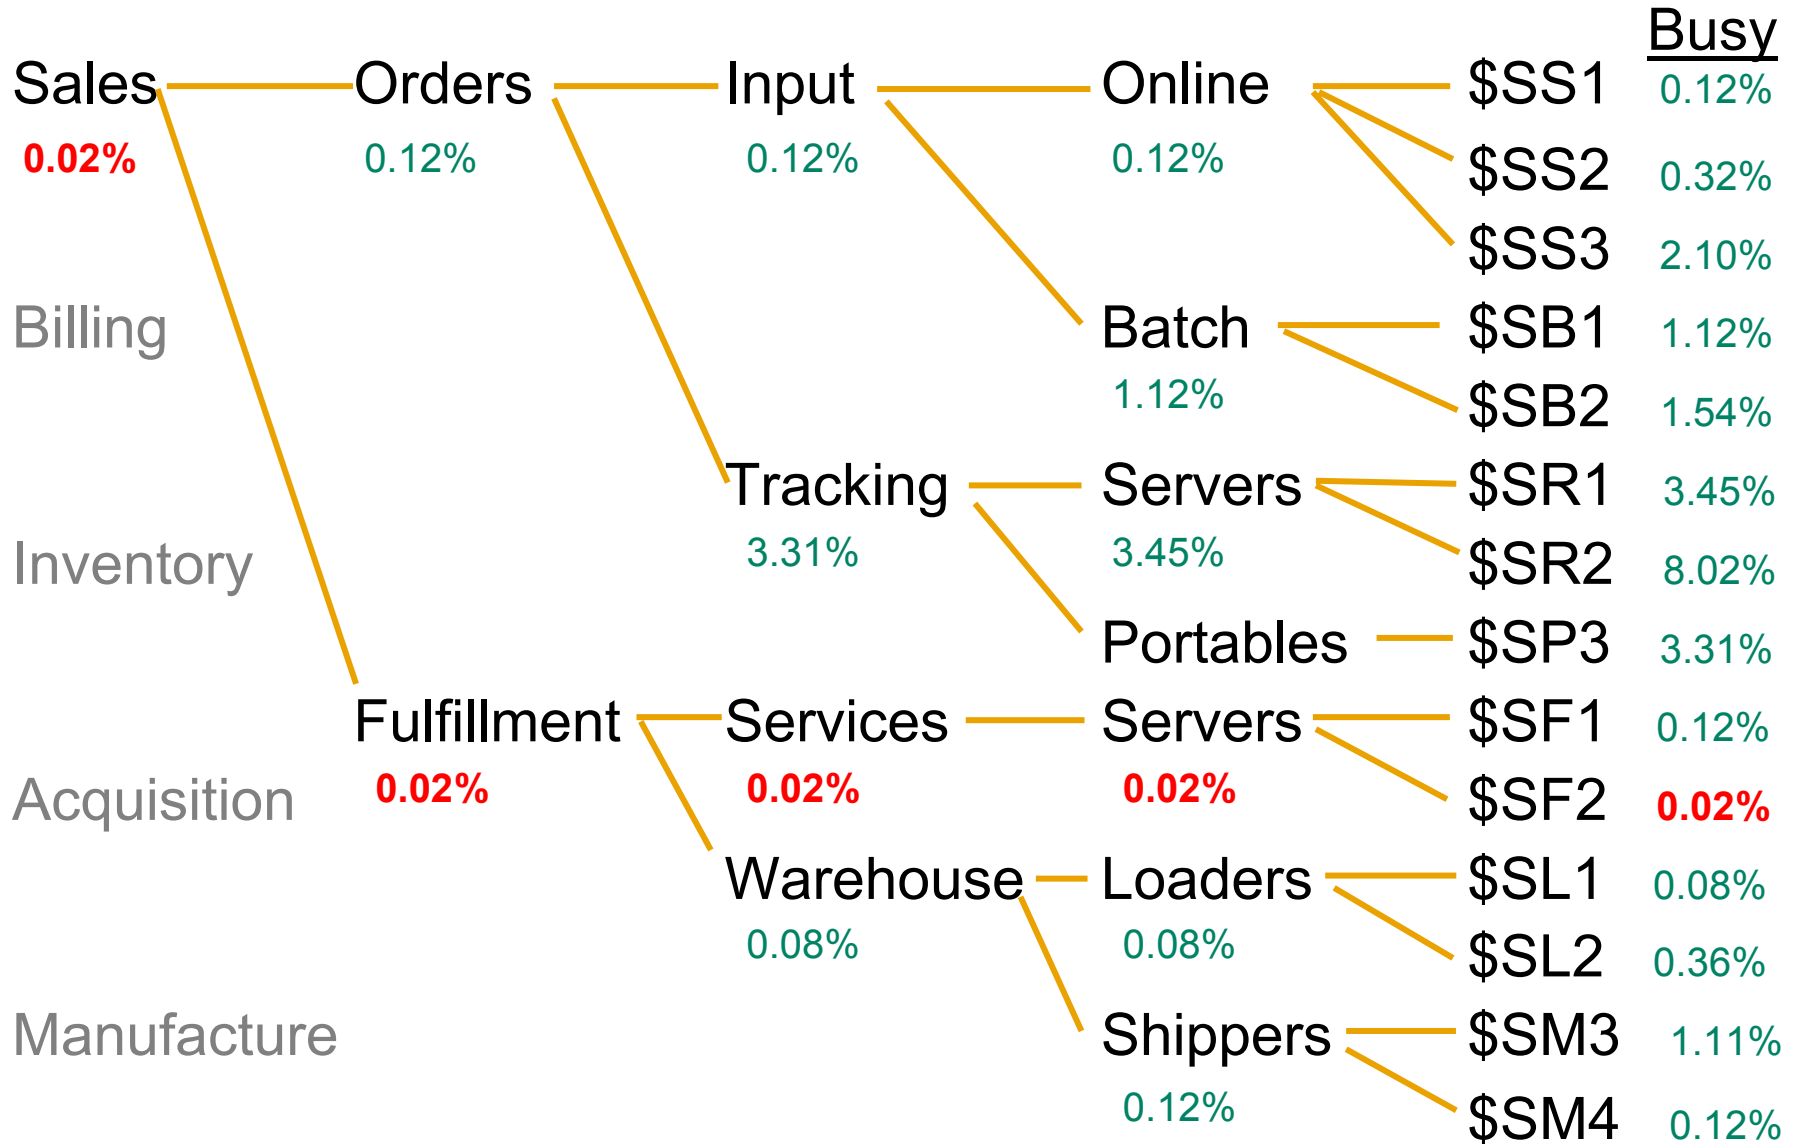 Busy
Sales Orders Input Online $SS1 0.12%
0.02% 0.12% 0.12% 0.12%
$SS2 0.32%
$SS3 2.10%
Billing Batch $SB1 1.12%
1.12%
$SB2 1.54%
Tracking Servers $SR1 3.45%
3.31% 3.45%
Inventory $SR2 8.02%
Portables $SP3 3.31%
Fulfillment Services Servers $SF1 0.12%
0.02% 0.02% 0.02%
Acquisition $SF2 0.02%
Warehouse Loaders $SL1 0.08%
0.08% 0.08%
$SL2 0.36%
Manufacture Shippers $SM3 1.11%
0.12%
$SM4 0.12%